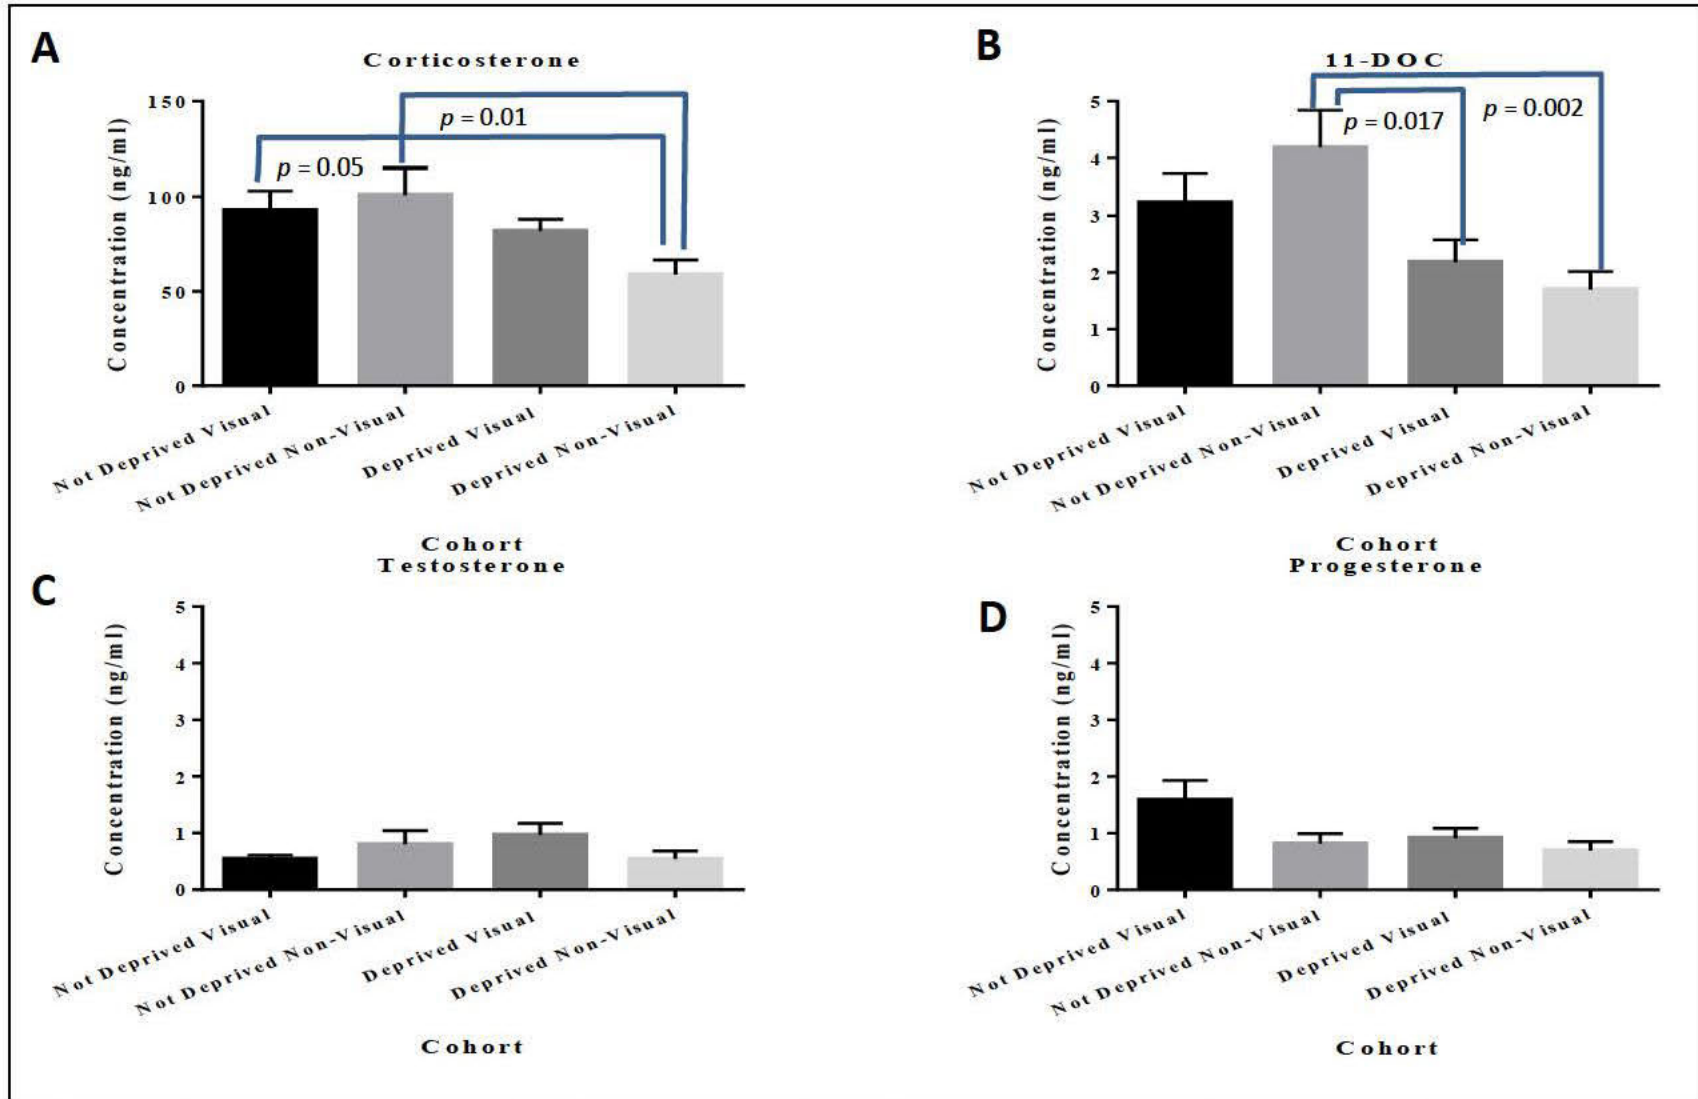 A
Corticosterone
Concentration (ng/ml)
150
100
50
0
p = 0.01
p = 0.05
Not Deprived Visual
Not Deprived Non-Visual
Deprived Visual
Deprived Non-Visual
Cohort
B
11-DOC
Concentration (ng/ml)
5
4
3
2
1
0
p = 0.017
p = 0.002
Not Deprived Visual
Not Deprived Non-Visual
Deprived Visual
Deprived Non-Visual
Cohort
C
Testosterone
Concentration (ng/ml)
5
4
3
2
1
0
Not Deprived Visual
Not Deprived Non-Visual
Deprived Visual
Deprived Non-Visual
Cohort
D
Progesterone
Concentration (ng/ml)
5
4
3
2
1
0
Not Deprived Visual
Not Deprived Non-Visual
Deprived Visual
Deprived Non-Visual
Cohort